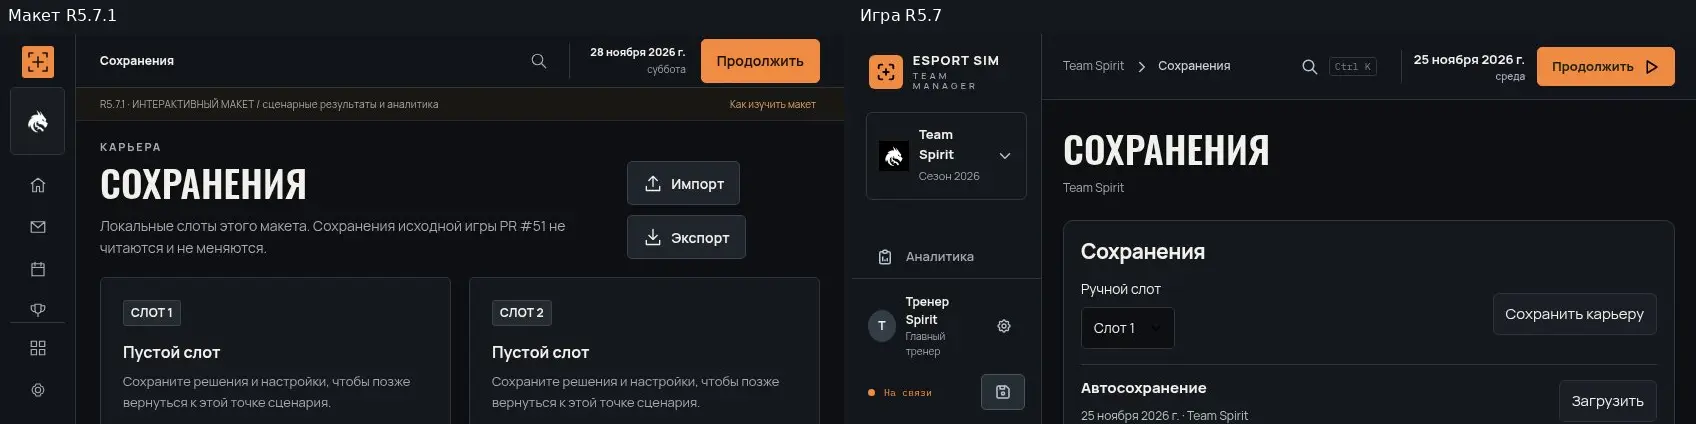 Макет R5.7.1
Сохранения
28 ноября 2026 г.
суббота
Продолжить
R5.7.1 · ИНТЕРАКТИВНЫЙ МАКЕТ / сценарные результаты и аналитика
Как изучить макет
КАРЬЕРА
СОХРАНЕНИЯ
Локальные слоты этого макета. Сохранения исходной игры PR #51 не
читаются и не меняются.
Импорт
Экспорт
СЛОТ 1
Пустой слот
Сохраните решения и настройки, чтобы позже
вернуться к этой точке сценария.
СЛОТ 2
Пустой слот
Сохраните решения и настройки, чтобы позже
вернуться к этой точке сценария.
Игра R5.7
ESPORT SIM
TEAM
MANAGER
Team
Spirit
Сезон 2026
Аналитика
Тренер
Spirit
Главный
тренер
T
На связи
Team Spirit
Сохранения
Ctrl K
25 ноября 2026 г.
среда
Продолжить
СОХРАНЕНИЯ
Team Spirit
Сохранения
Ручной слот
Слот 1
Сохранить карьеру
Автосохранение
25 ноября 2026 г. · Team Spirit
Загрузить